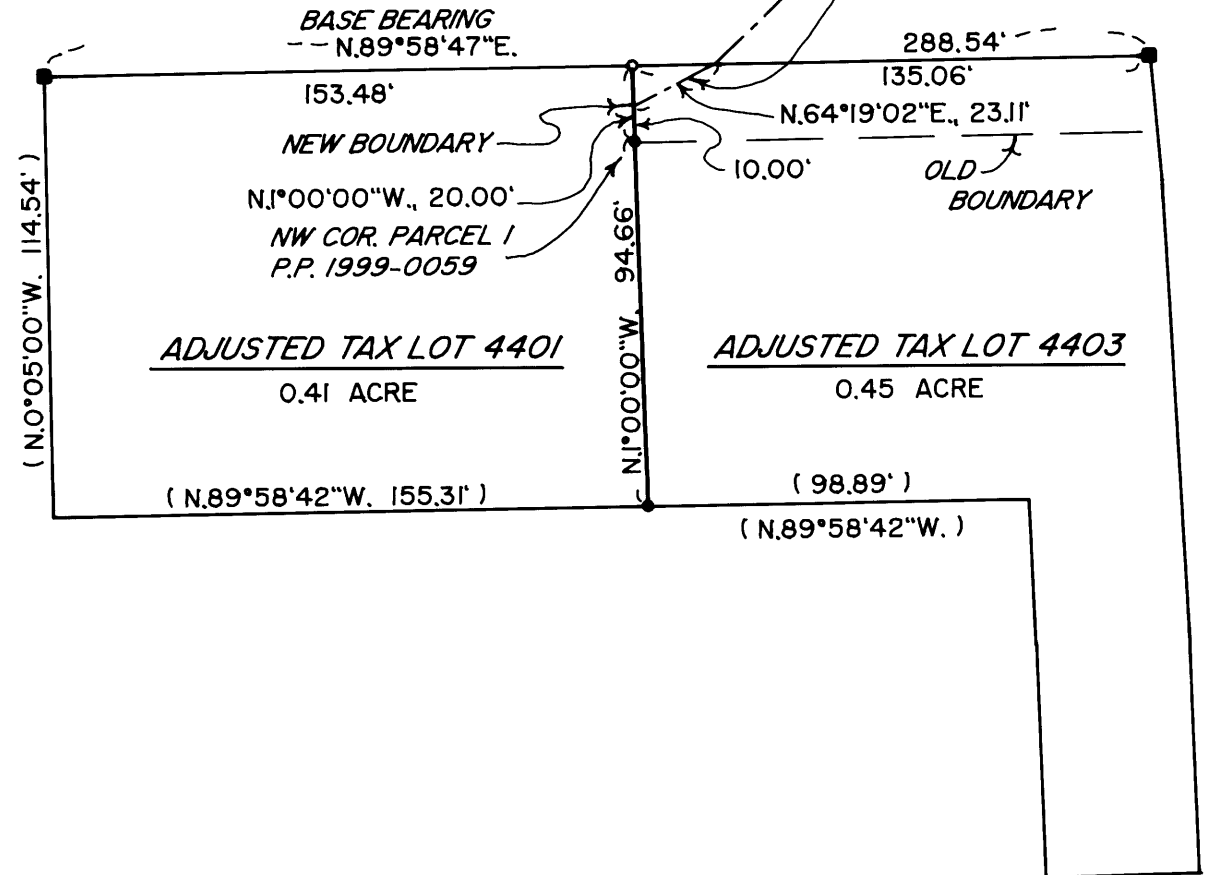 BASE BEARING
N.89°58'47"E.
288.54'
153.48'
135.06'
NEW BOUNDARY
N.64°19'02"E., 23.11'
N.1°00'00"W., 20.00'
10.00'
OLD
BOUNDARY
NW COR. PARCEL 1
P.P. 1999-0059
(N.0°05'00"W. 114.54')
N.1°00'00"W., 94.66'
ADJUSTED TAX LOT 4401
0.41 ACRE
ADJUSTED TAX LOT 4403
0.45 ACRE
(N.89°58'42"W. 155.31')
(98.89')
(N.89°58'42"W.)